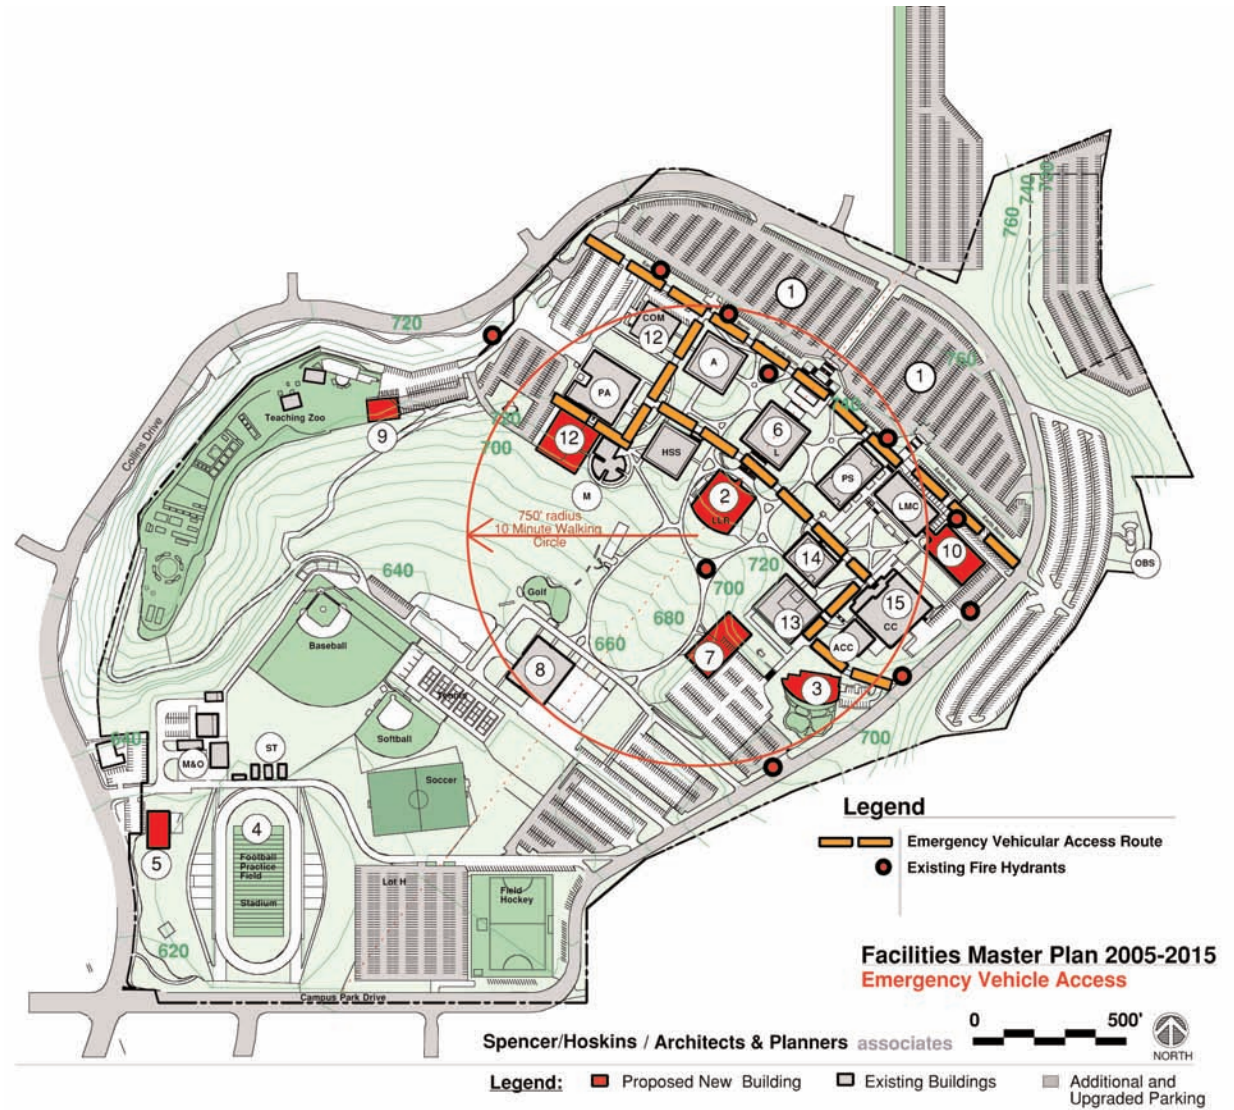 760
740
720
1
COM
12
A
1
760
PA
Teaching Zoo
9
Collins Drive
12
700
6
L
HSS
PS
M
2
LLR
LMC
750' radius
10 Minute Walking
Circle
10
OBS
14
720
640
Golf
700
15
CC
680
13
660
ACC
Baseball
7
8
3
Tennis
Softball
700
640
M&O
ST
Soccer
4
Football
Practice
Field
Stadium
5
Lot H
Field
Hockey
620
Campus Park Drive
Legend
Emergency Vehicular Access Route
Existing Fire Hydrants
Facilities Master Plan 2005-2015
Emergency Vehicle Access
0 500'
Spencer/Hoskins / Architects & Planners associates
NORTH
Legend: Proposed New Building Existing Buildings Additional and
Upgraded Parking